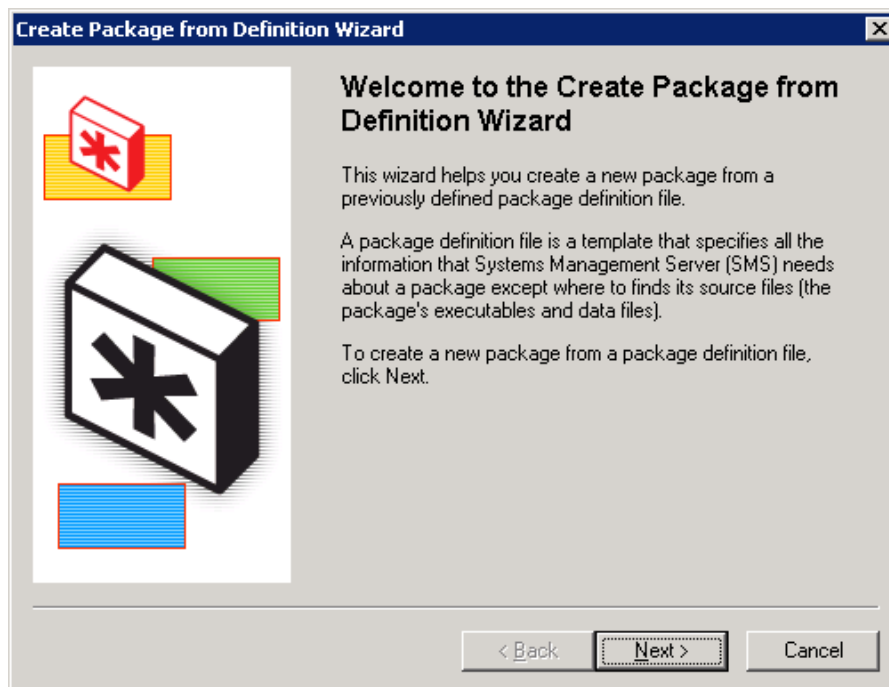 Create Package from Definition Wizard
Welcome to the Create Package from
Definition Wizard
This wizard helps you create a new package from a
previously defined package definition file.
A package definition file is a template that specifies all the
information that Systems Management Server (SMS) needs
about a package except where to finds its source files (the
package's executables and data files).
To create a new package from a package definition file,
click Next.
< Back
Next >
Cancel